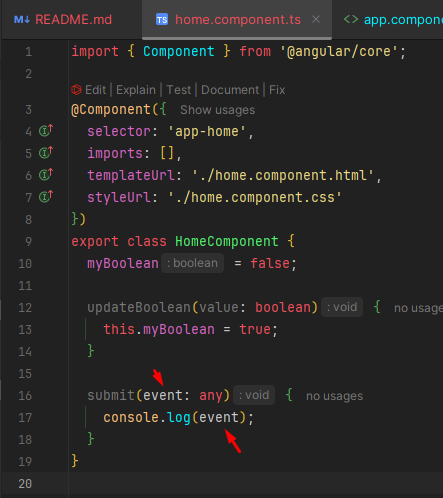 README.md home.component.ts × <> app.compone
1 import { Component } from '@angular/core';
2
Edit | Explain | Test | Document | Fix
3 @Component({ Show usages
4 selector: 'app-home',
5 imports: [],
6 templateUrl: './home.component.html',
7 styleUrl: './home.component.css'
8 })
9 export class HomeComponent {
10 myBoolean : boolean = false;
11
12 updateBoolean(value: boolean) : void { no usages
13 this.myBoolean = true;
14 }
15
16 submit(event: any) : void { no usages
17 console.log(event);
18 }
19 }
20